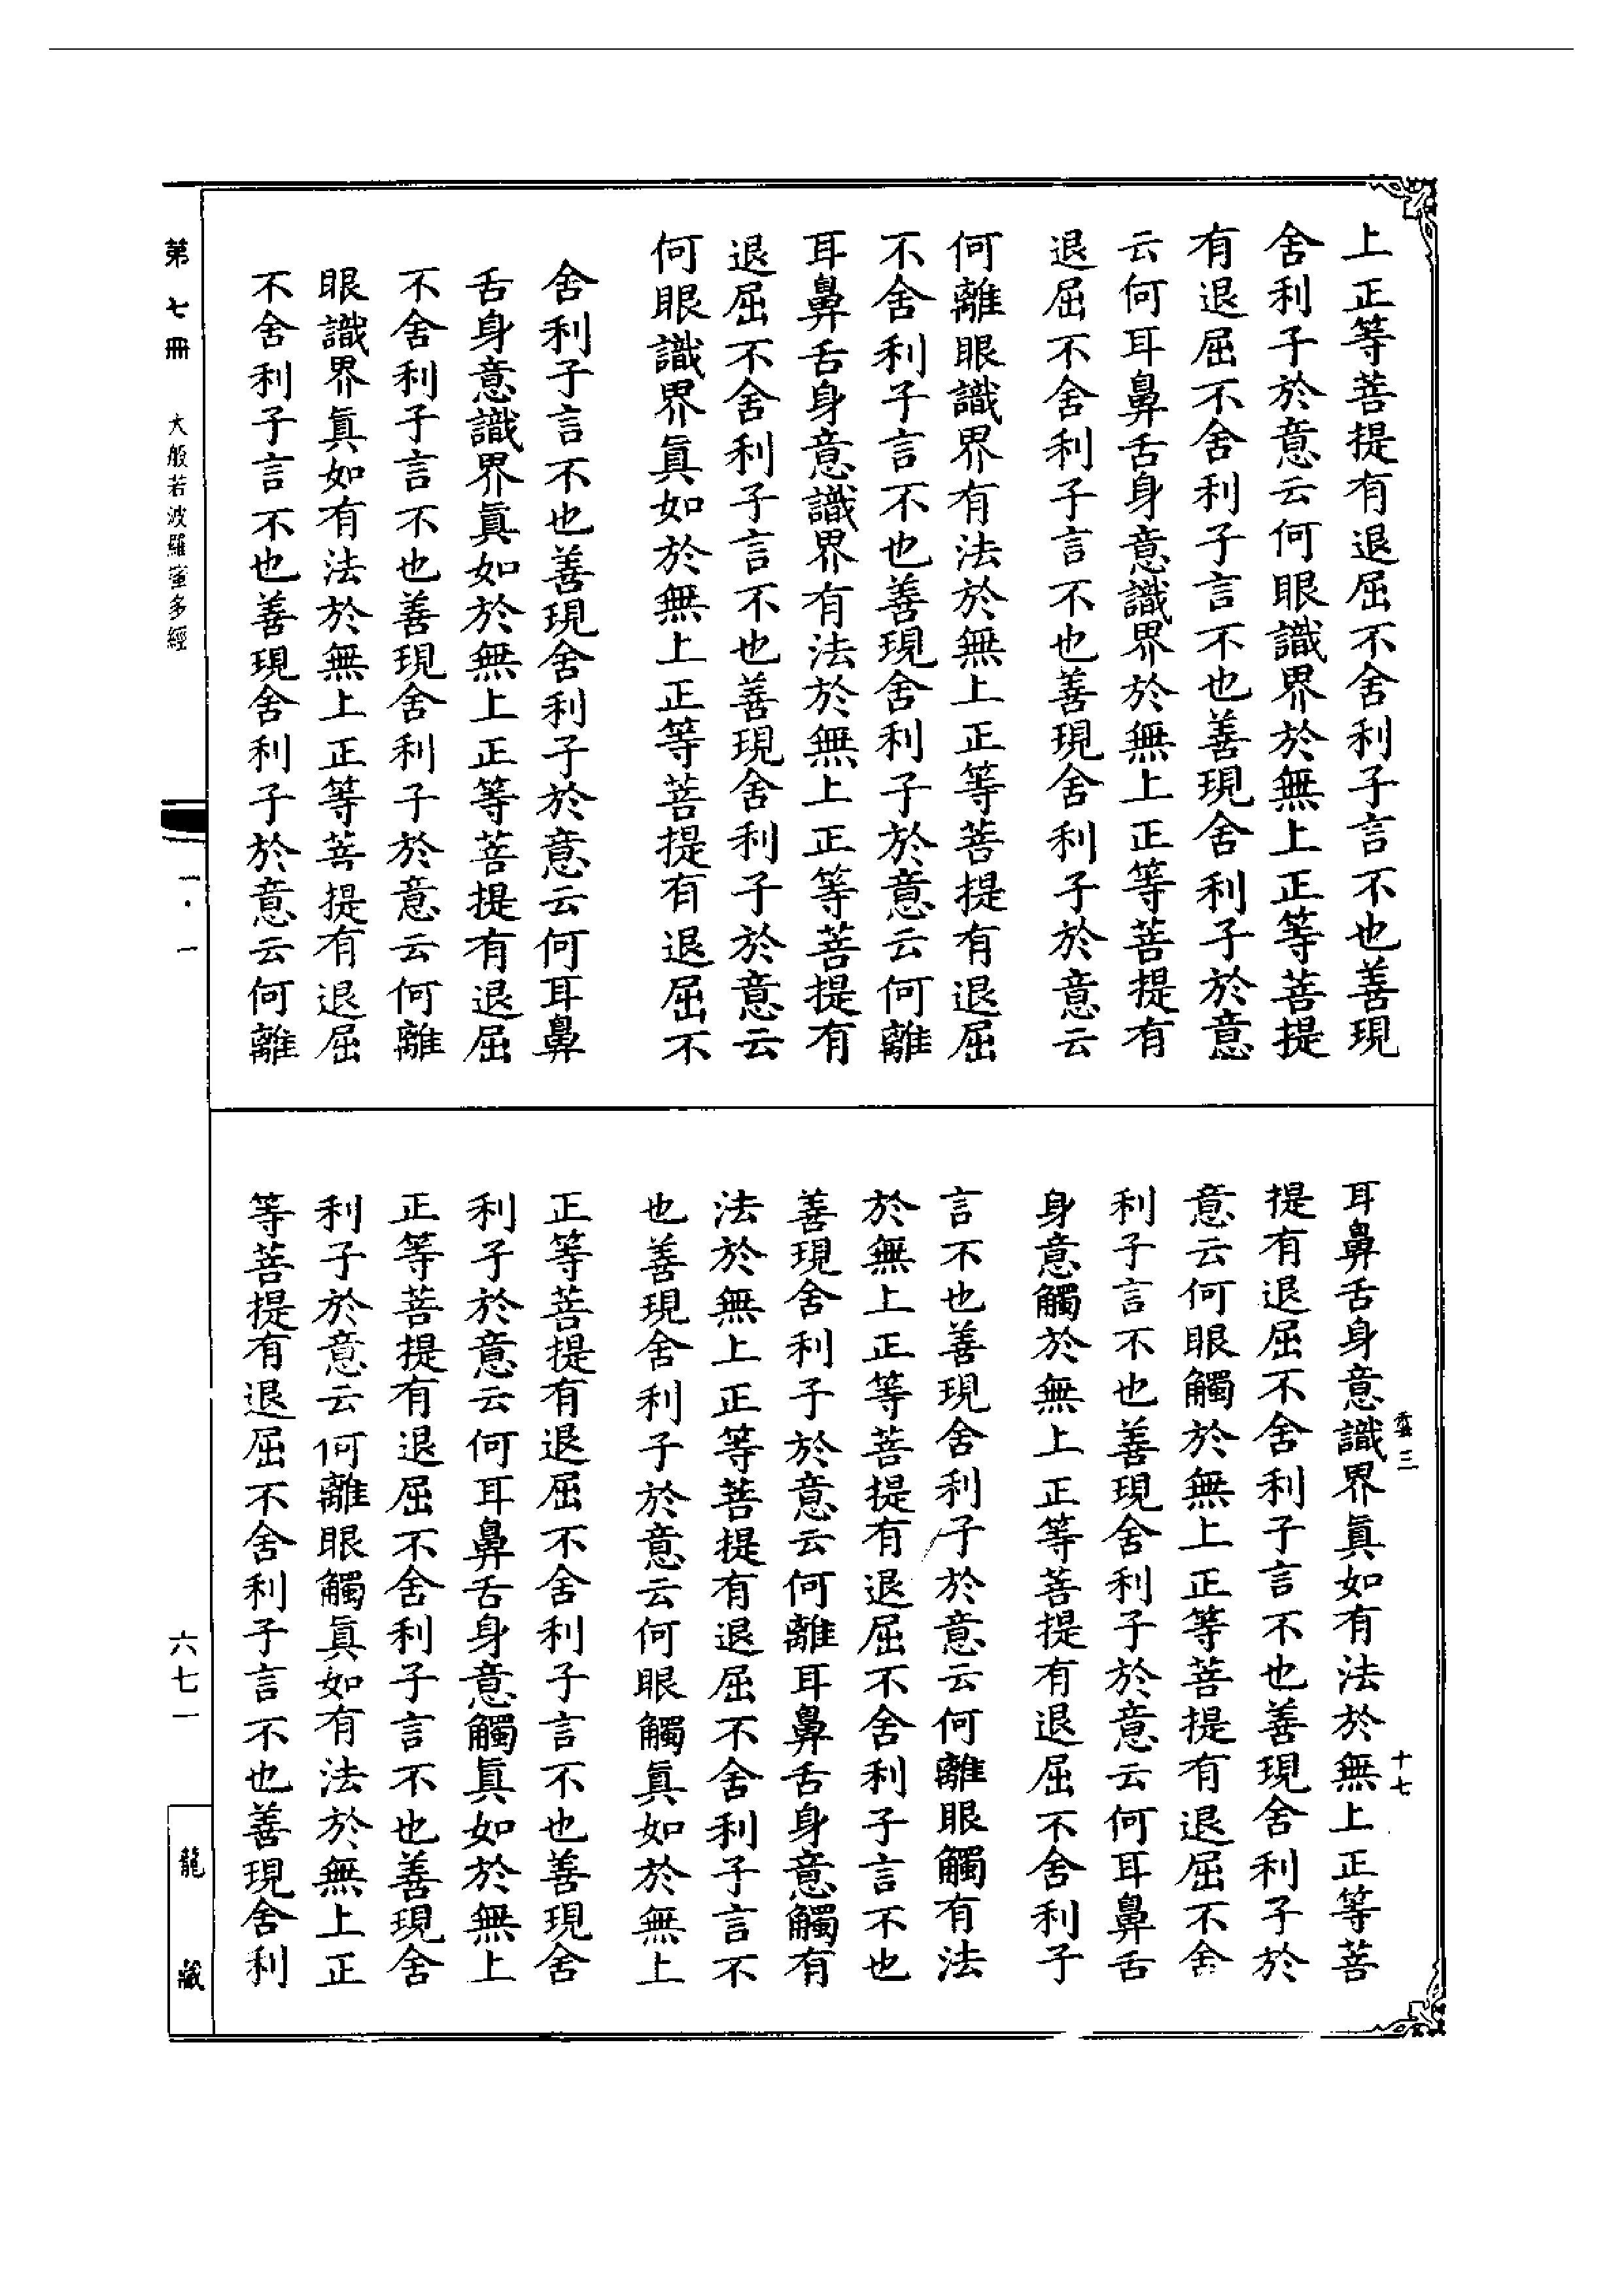 上正等菩提有退屈不舍利子言不也善現
舍利子於意云何眼識界於無上正等菩提
有退屈不舍利子言不也善現舍利子於意
云何耳鼻舌身意識界於無上正等菩提有
退屈不舍利子言不也善現舍利子於意云
何離眼識界有法於無上正等菩提有退屈
不舍利子言不也善現舍利子於意云何離
耳鼻舌身意識界有法於無上正等菩提有
退屈不舍利子言不也善現舍利子於意云
何眼識界真如於無上正等菩提有退屈不
舍利子言不也善現舍利子於意云何耳鼻
舌身意識界真如於無上正等菩提有退屈
不舍利子言不也善現舍利子於意云何離
眼識界真如有法於無上正等菩提有退屈
不舍利子言不也善現舍利子於意云何離
耳鼻舌身意識界真如有法於無上正等菩
提有退屈不舍利子言不也善現舍利子於
意云何眼觸於無上正等菩提有退屈不舍
利子言不也善現舍利子於意云何耳鼻舌
身意觸於無上正等菩提有退屈不舍利子
言不也善現舍利子於意云何離眼觸有法
於無上正等菩提有退屈不舍利子言不也
善現舍利子於意云何離耳鼻舌身意觸有
法於無上正等菩提有退屈不舍利子言不
也善現舍利子於意云何眼觸真如於無上
正等菩提有退屈不舍利子言不也善現舍
利子於意云何耳鼻舌身意觸真如於無上
正等菩提有退屈不舍利子言不也善現舍
利子於意云何離眼觸真如有法於無上正
等菩提有退屈不舍利子言不也善現舍利
三
十七
第七冊
大般若波羅蜜多經
一·一
六七一
龍藏